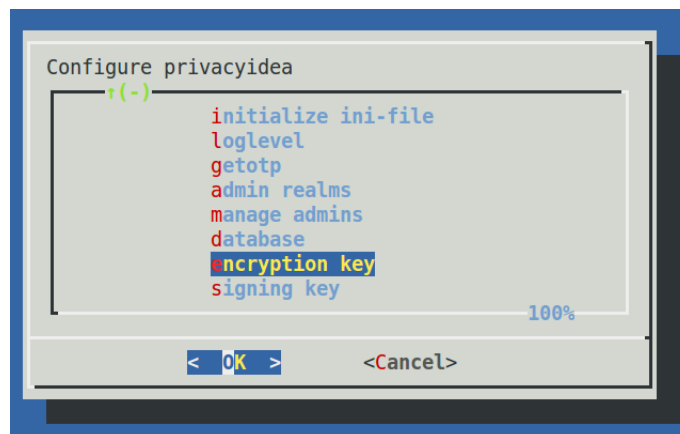 Configure privacyidea
↑(-)
initialize ini-file
loglevel
getotp
admin realms
manage admins
database
encryption key
signing key
100%
< OK > <Cancel>